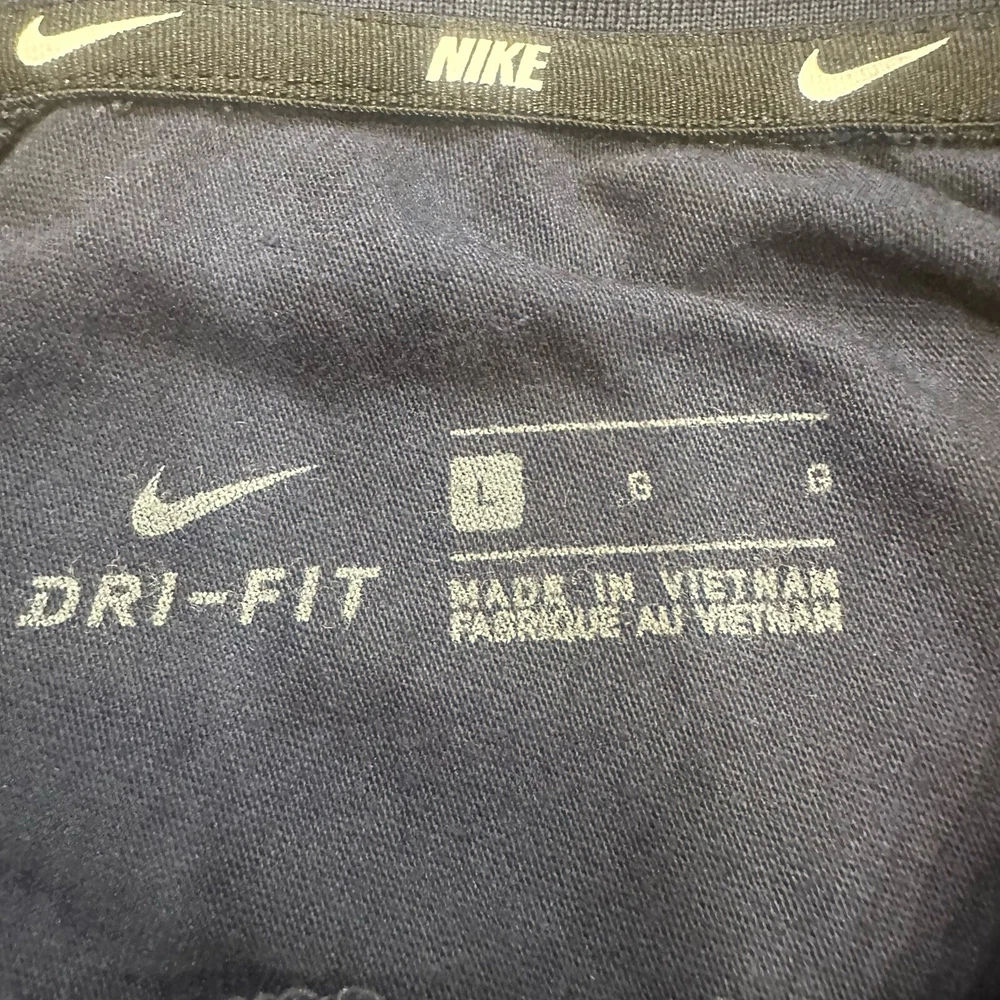 NIKE
L G G
DRI-FIT
MADE IN VIETNAM
FABRIQUE AU VIETNAM